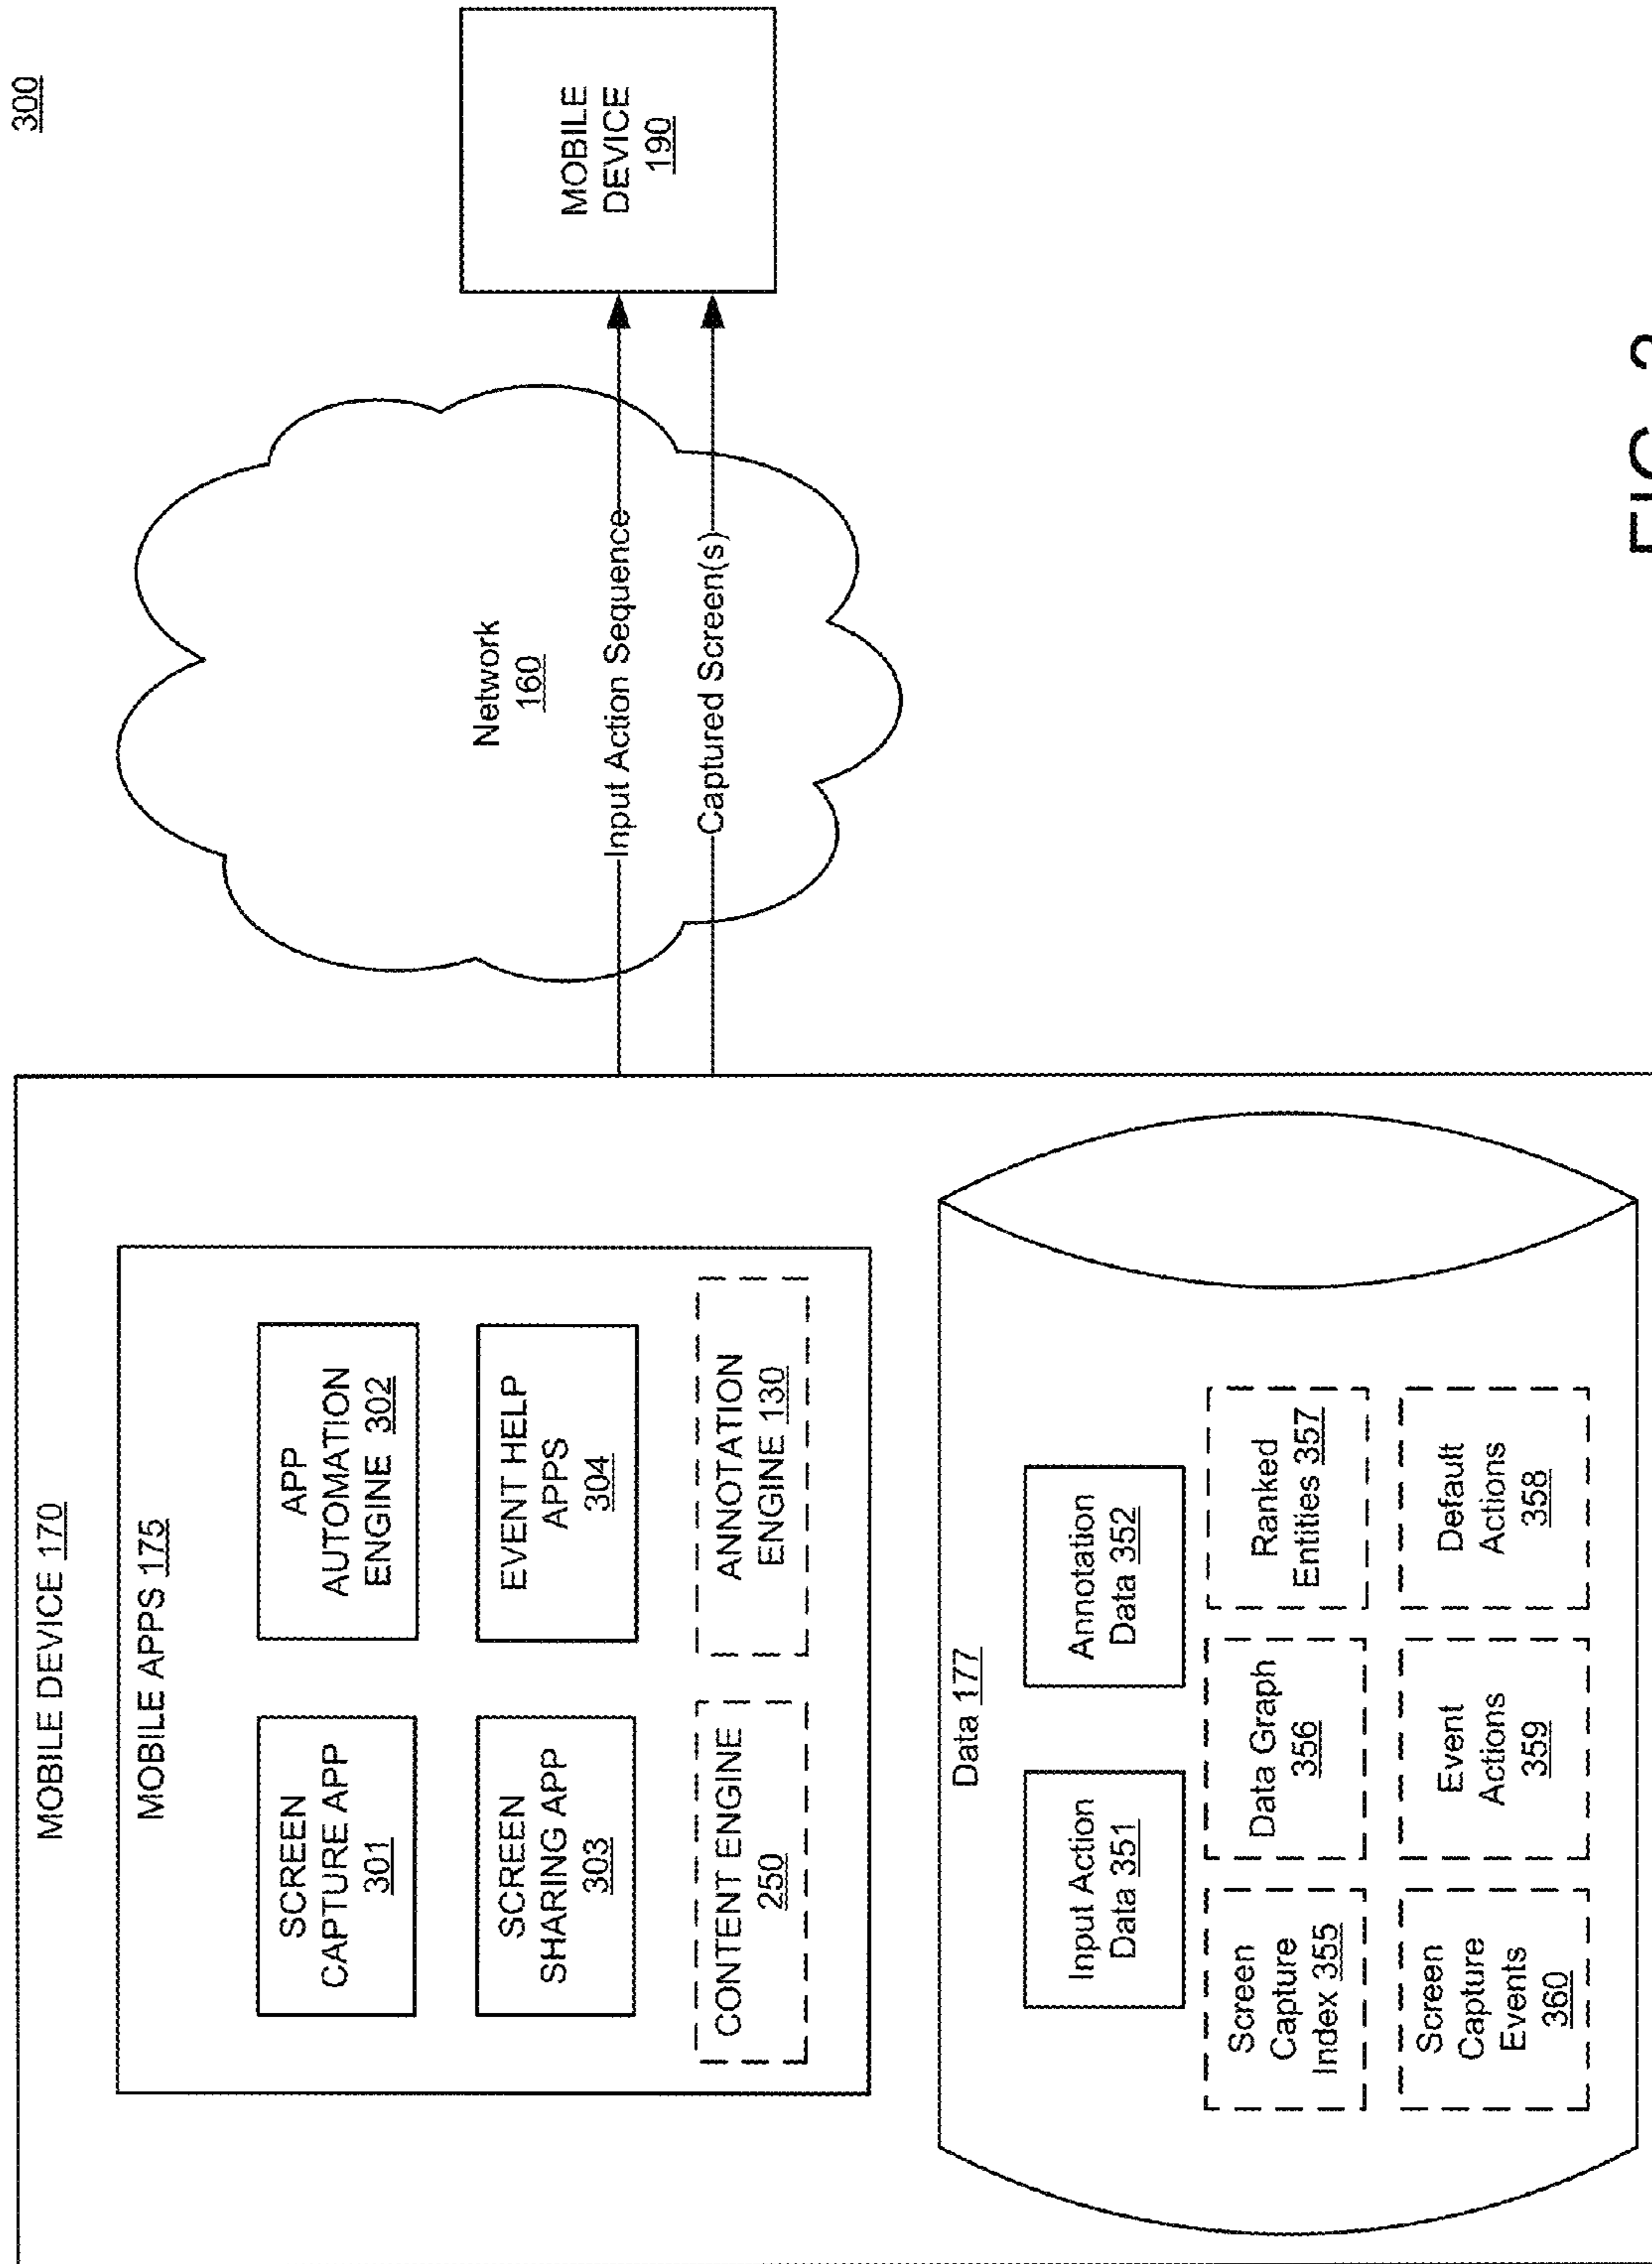 300
MOBILE DEVICE 170
MOBILE APPS 175
SCREEN
CAPTURE APP
301
APP
AUTOMATION
ENGINE 302
SCREEN
SHARING APP
303
EVENT HELP
APPS
304
CONTENT ENGINE
250
ANNOTATION
ENGINE 130
Data 177
Input Action
Data 351
Annotation
Data 352
Screen
Capture
Index 355
Data Graph
356
Ranked
Entities 357
Screen
Capture
Events
360
Event
Actions
359
Default
Actions
358
Network
160
Input Action Sequence
Captured Screen(s)
MOBILE
DEVICE
190